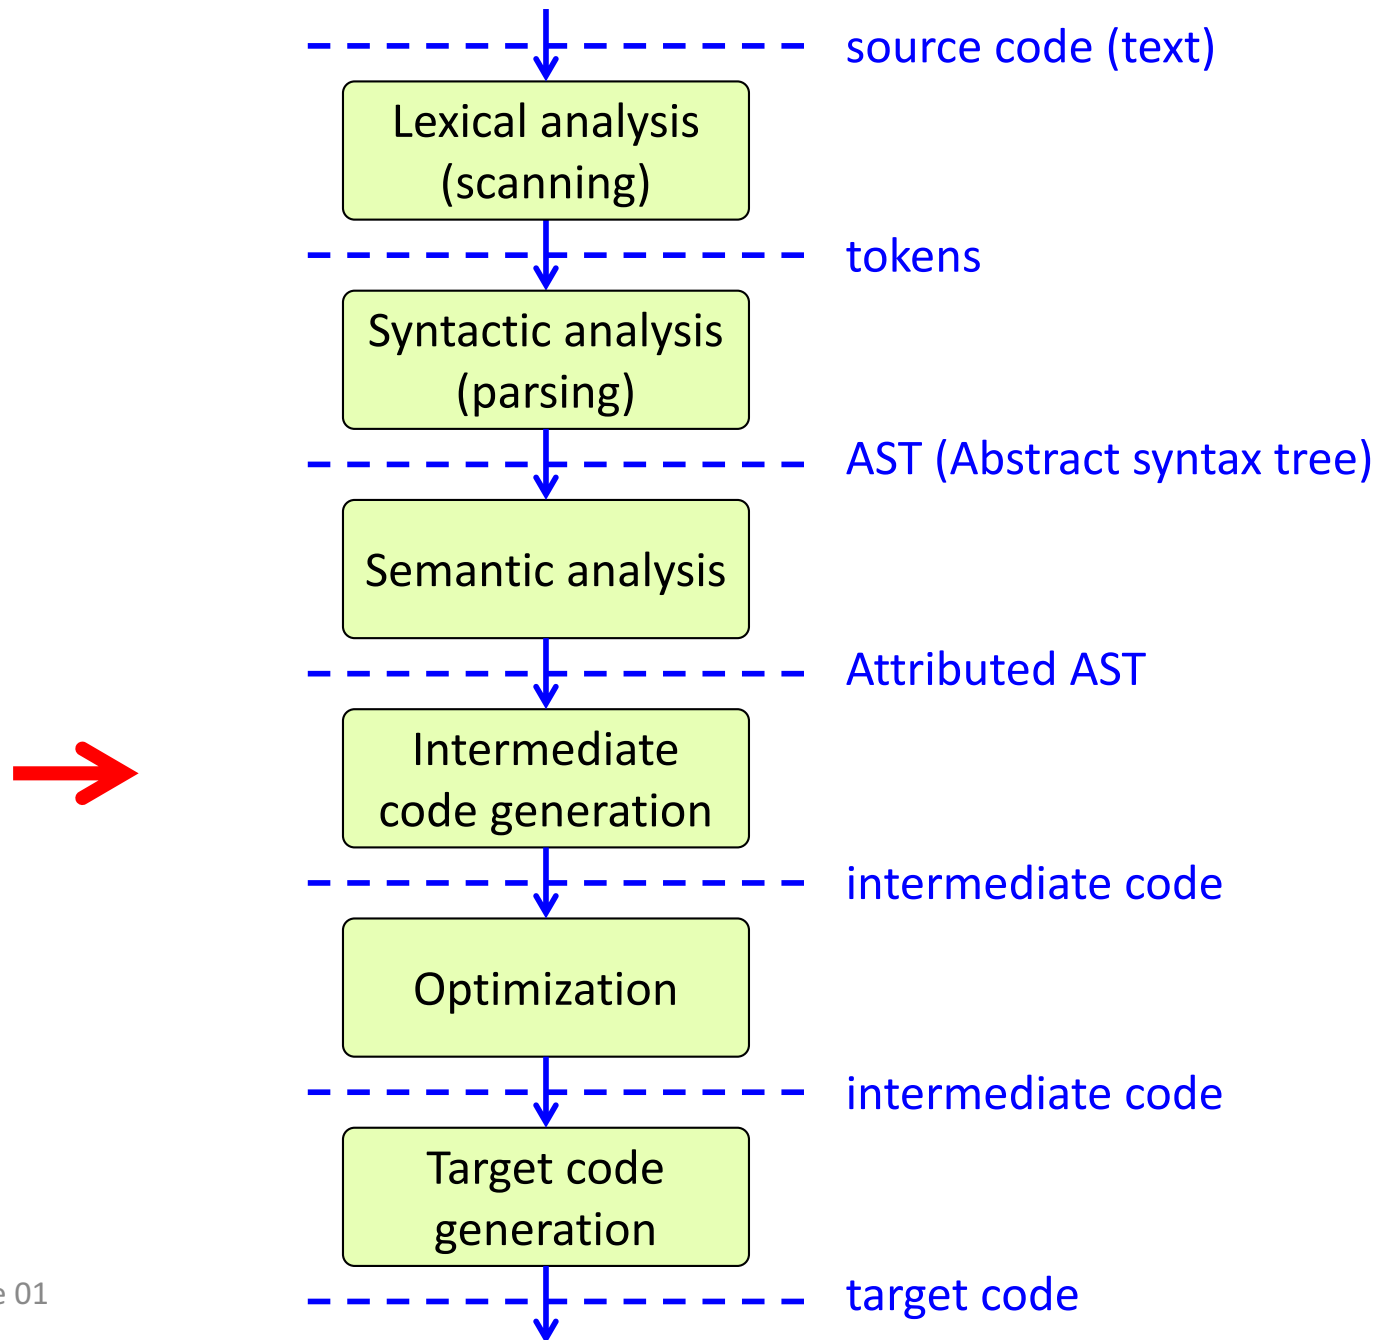 source code (text)
Lexical analysis
(scanning)
tokens
Syntactic analysis
(parsing)
AST (Abstract syntax tree)
Semantic analysis
Attributed AST
Intermediate
code generation
intermediate code
Optimization
intermediate code
Target code
generation
target code
01